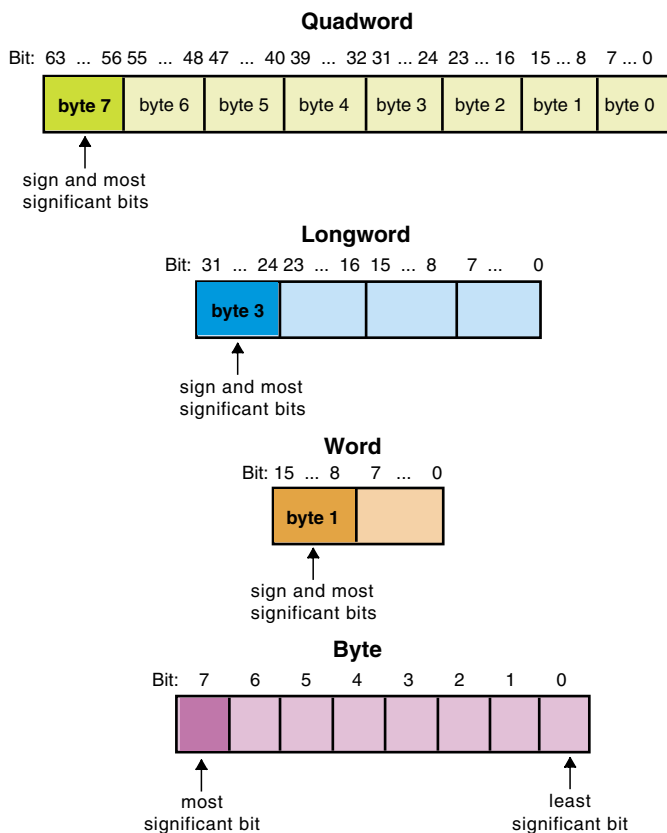 Quadword
Bit: 63 ... 56 55 ... 48 47 ... 40 39 ... 32 31 ... 24 23 ... 16 15 ... 8 7 ... 0
byte 7 byte 6 byte 5 byte 4 byte 3 byte 2 byte 1 byte 0
sign and most
significant bits
Longword
Bit: 31 ... 24 23 ... 16 15 ... 8 7 ... 0
byte 3
sign and most
significant bits
Word
Bit: 15 ... 8 7 ... 0
byte 1
sign and most
significant bits
Byte
Bit: 7 6 5 4 3 2 1 0
most least
significant bit significant bit